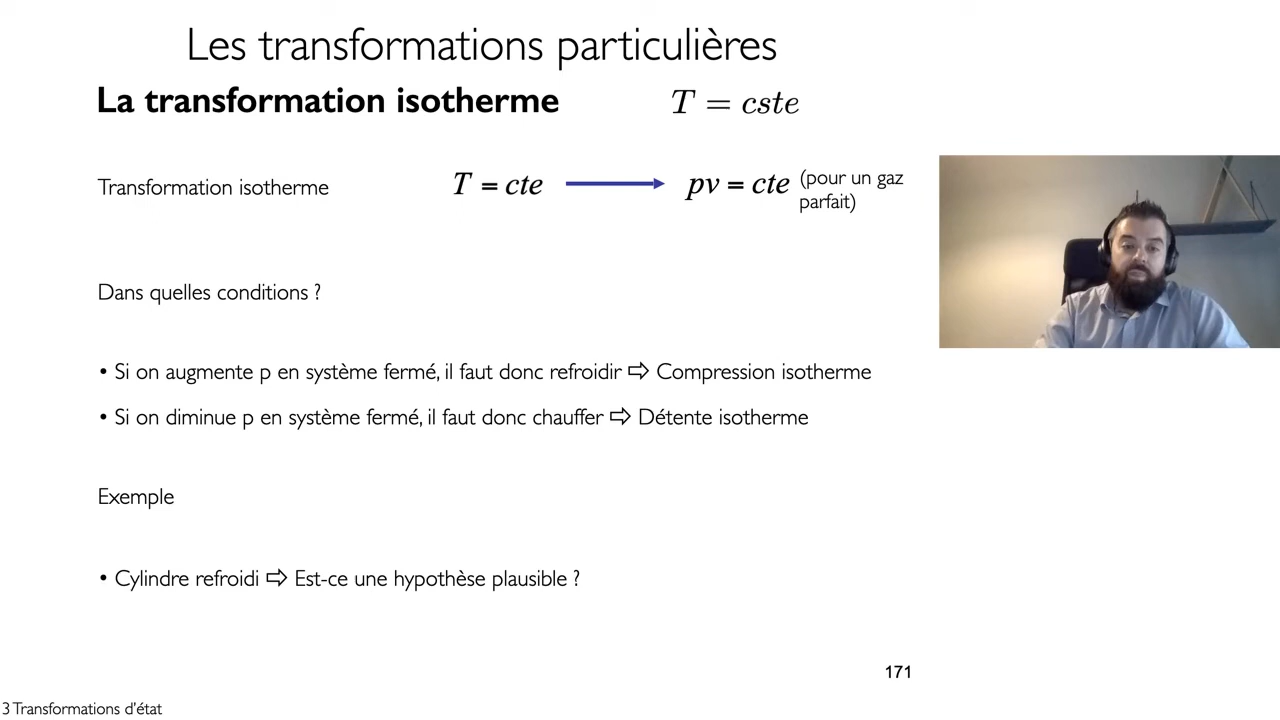 Les transformations particulières
La transformation isotherme T = cste
Transformation isotherme T = cte → pv = cte (pour un gaz
parfait)
Dans quelles conditions ?
• Si on augmente p en système fermé, il faut donc refroidir ⇨ Compression isotherme
• Si on diminue p en système fermé, il faut donc chauffer ⇨ Détente isotherme
Exemple
• Cylindre refroidi ⇨ Est-ce une hypothèse plausible ?
171
3 Transformations d'état